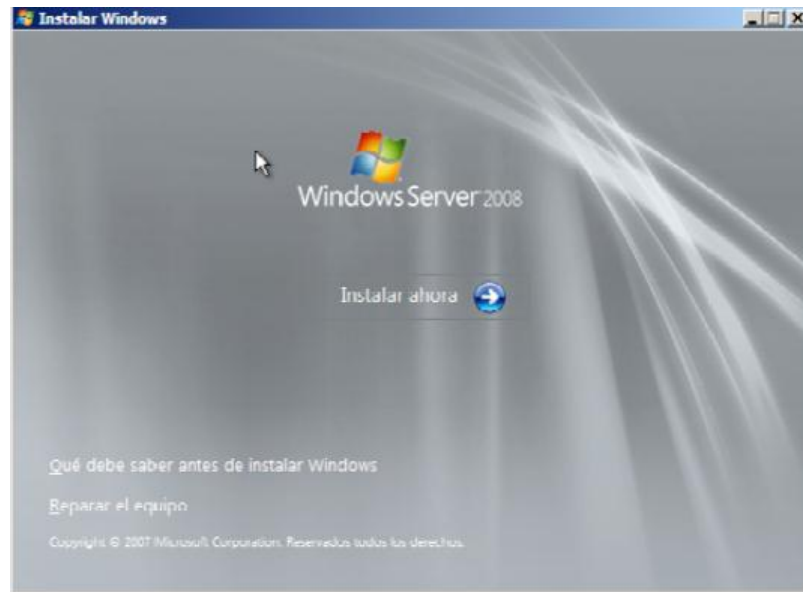 Instalar Windows
Windows Server 2008
Instalar ahora
Qué debe saber antes de instalar Windows
Reparar el equipo
Copyright © 2007 Microsoft Corporation. Reservados todos los derechos.